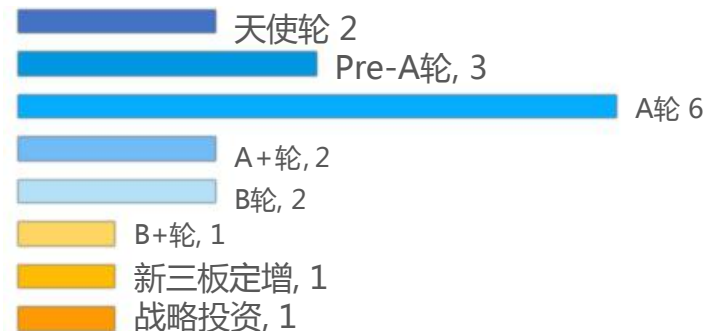 天使轮 2
Pre-A轮, 3
A轮 6
A+轮, 2
B轮, 2
B+轮, 1
新三板定增, 1
战略投资, 1